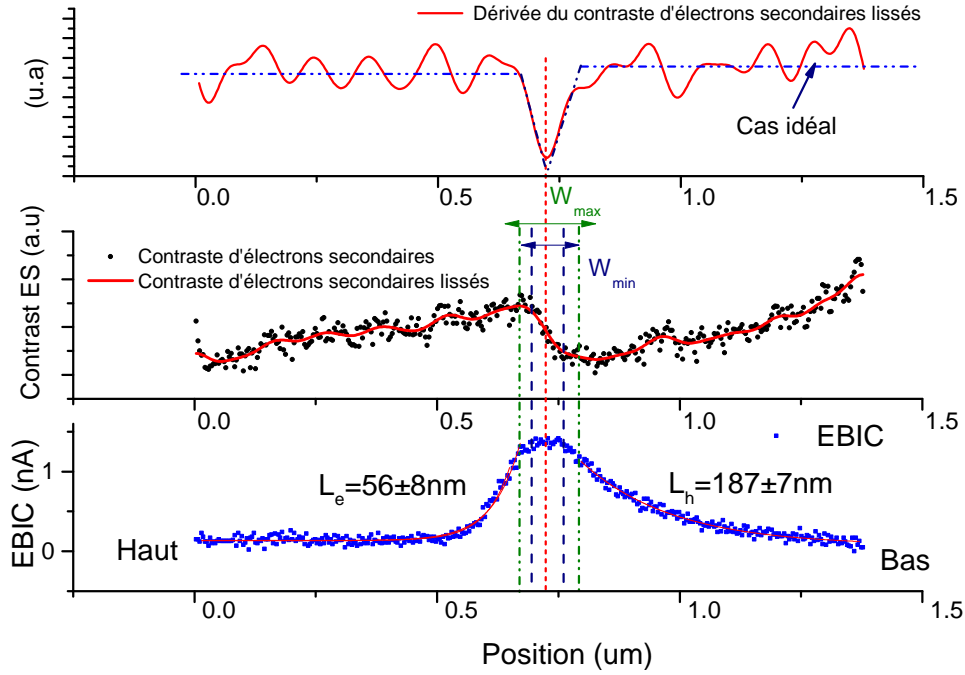 Dérivée du contraste d'électrons secondaires lissés
(u.a)
Cas idéal
0.0 0.5 1.0 1.5
W max
Contrast ES (a.u)
Contraste d'électrons secondaires
Contraste d'électrons secondaires lissés
W min
0.0 0.5 1.0 1.5
EBIC (nA)
1
0
EBIC
L_e=56±8nm
L_h=187±7nm
Haut
Bas
0.0 0.5 1.0 1.5
Position (um)